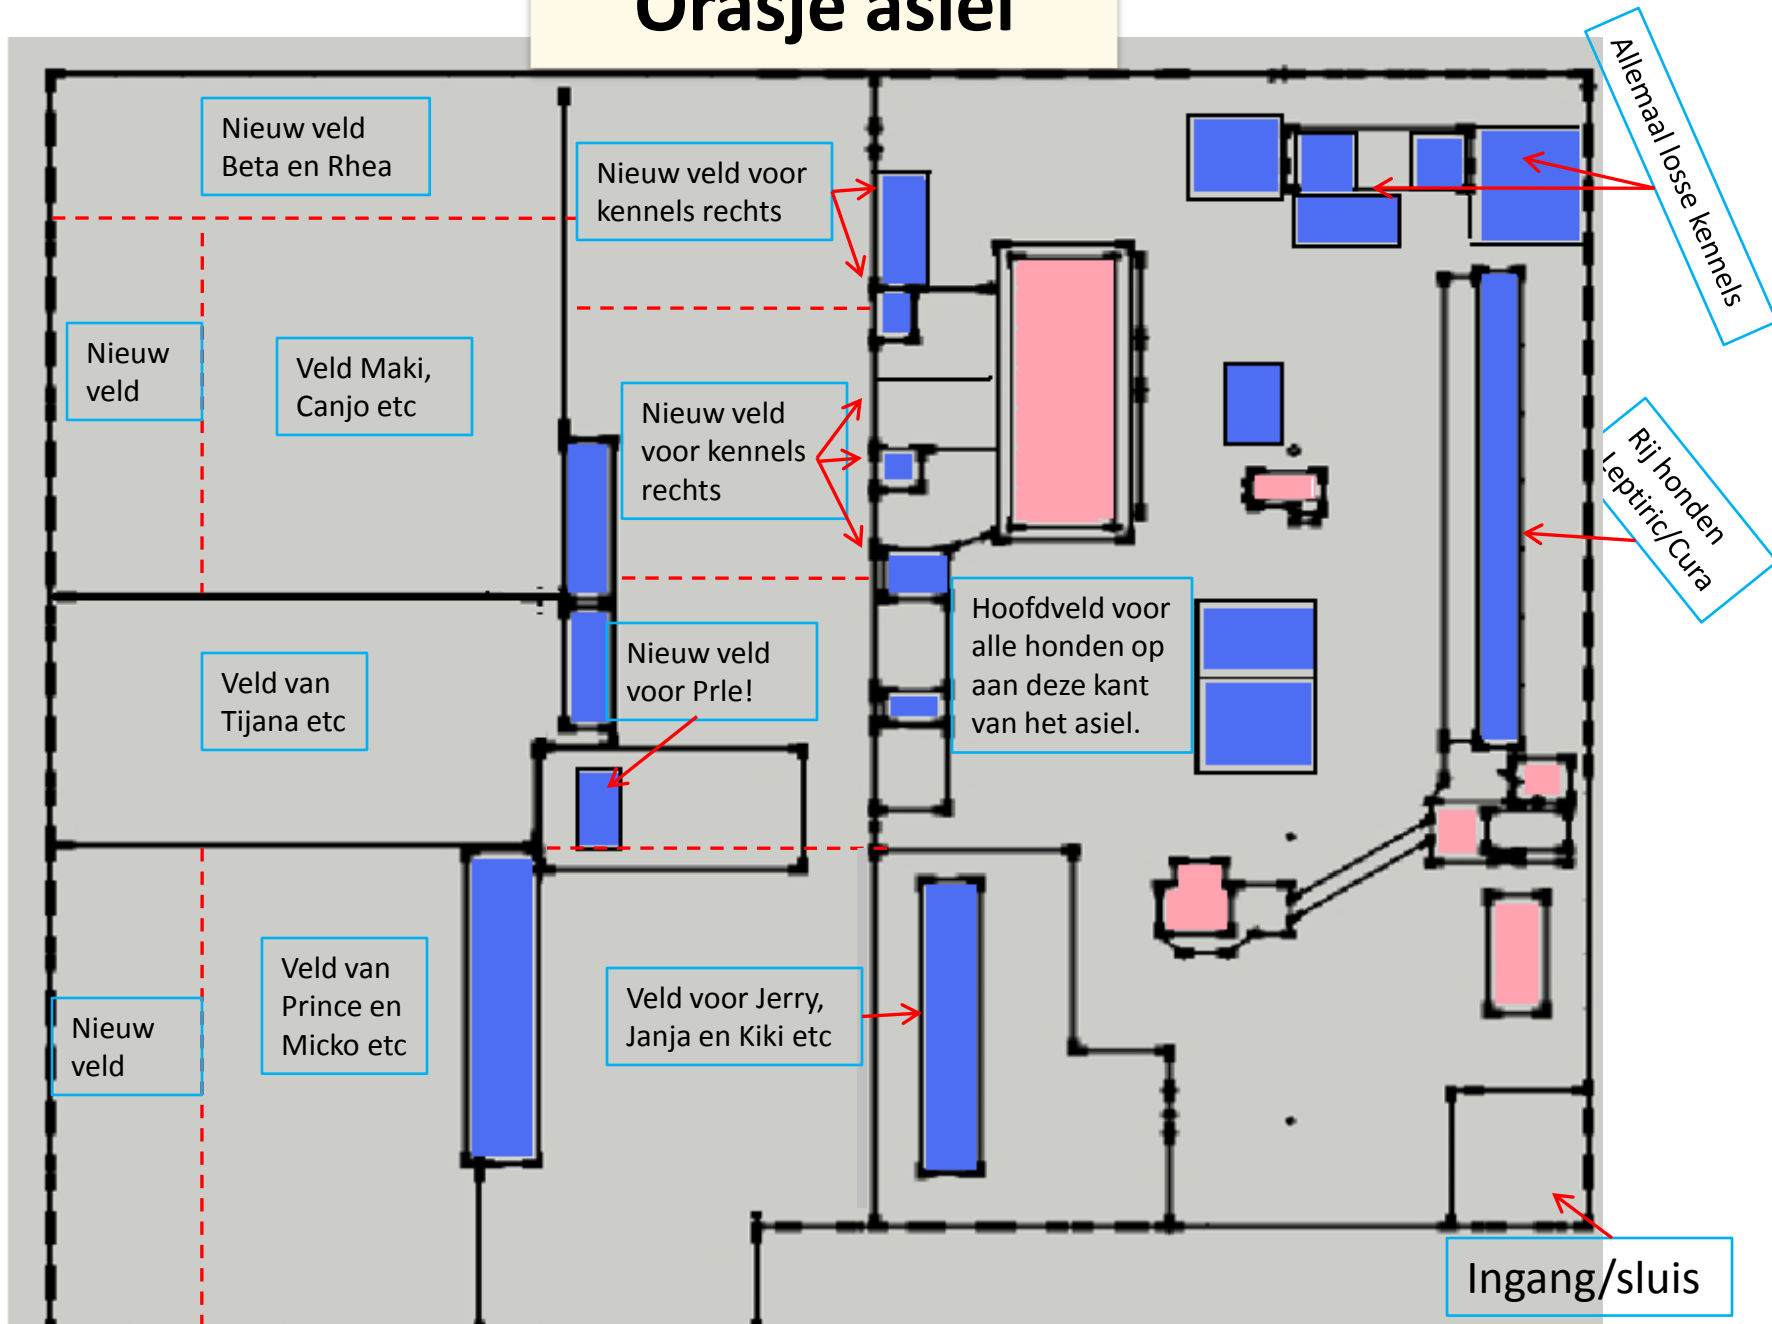 Orasje asiel
Nieuw veld
Beta en Rhea
Nieuw veld voor
kennels rechts
Allemaal losse kennels
Nieuw
veld
Veld Maki,
Canjo etc
Nieuw veld
voor kennels
rechts
Rij honden
Leptiric/Cura
Nieuw veld
voor Prle!
Hoofdveld voor
alle honden op
aan deze kant
van het asiel.
Veld van
Tijana etc
Veld van
Prince en
Micko etc
Veld voor Jerry,
Janja en Kiki etc
Nieuw
veld
Ingang/sluis